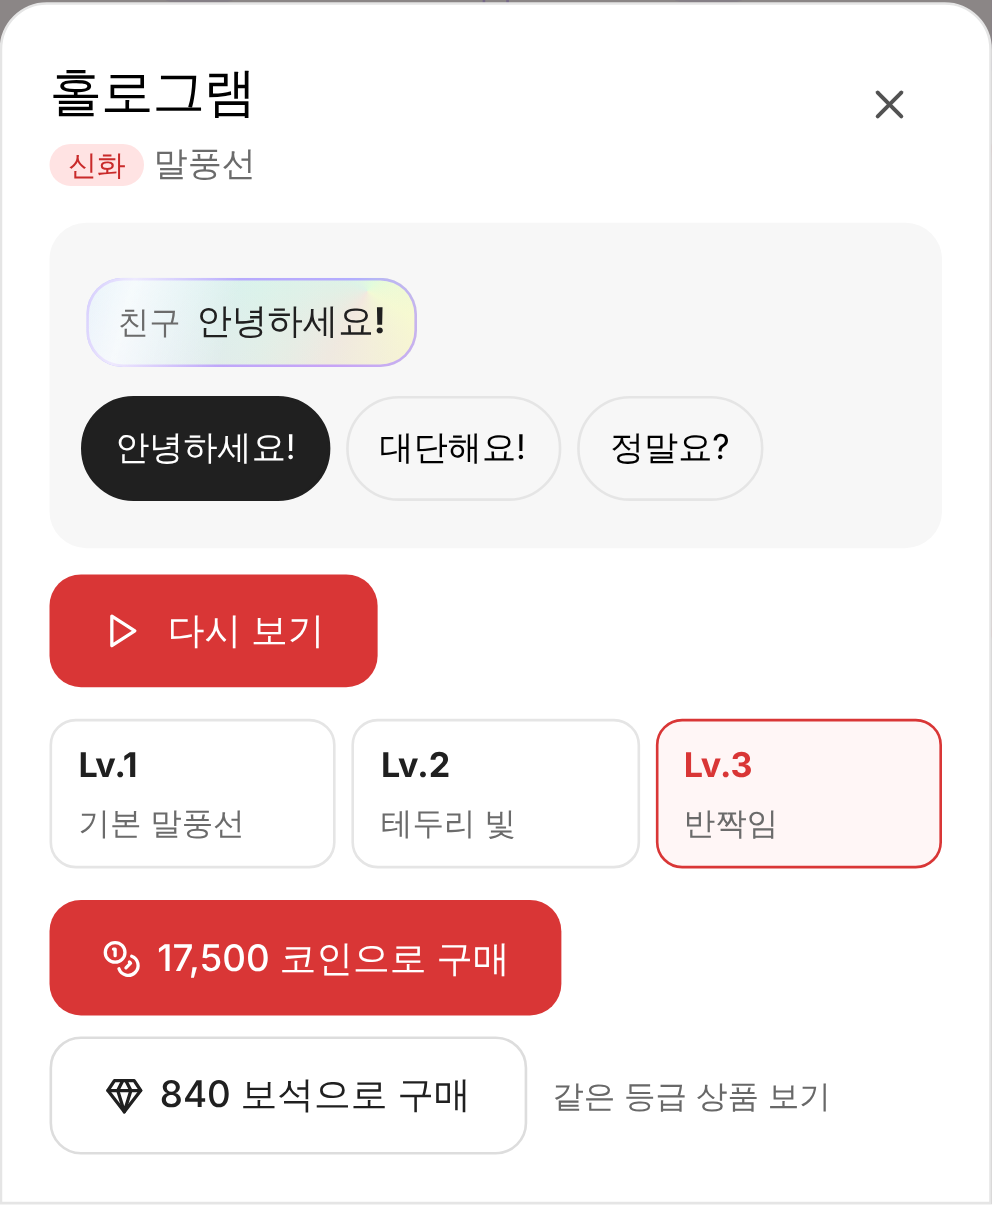 홀로그램
신화 말풍선
친구 안녕하세요!
안녕하세요! 대단해요! 정말요?
다시 보기
Lv.1 Lv.2 Lv.3
기본 말풍선 테두리 빛 반짝임
17,500 코인으로 구매
840 보석으로 구매 같은 등급 상품 보기